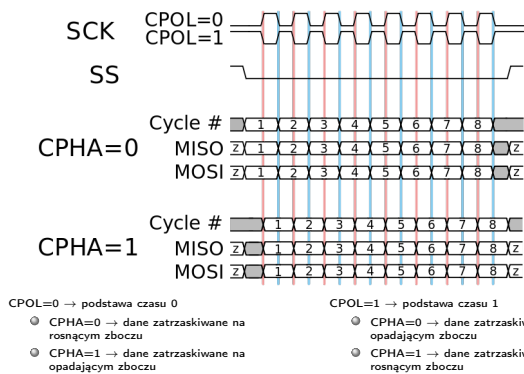 CPOL=0
SCK
CPOL=1
SS
Cycle # 1 2 3 4 5 6 7 8
CPHA=0
MISO z 1 2 3 4 5 6 7 8 z
MOSI z 1 2 3 4 5 6 7 8 z
Cycle # 1 2 3 4 5 6 7 8
CPHA=1
MISO z 1 2 3 4 5 6 7 8 z
MOSI z 1 2 3 4 5 6 7 8 z
CPOL=0 → podstawa czasu 0
CPHA=0 → dane zatrzaskiwane na
rosnącym zboczu
CPHA=1 → dane zatrzaskiwane na
opadającym zboczu
CPOL=1 → podstawa czasu 1
CPHA=0 → dane
opadającym zboczu
CPHA=1 → dane
rosnącym zboczu